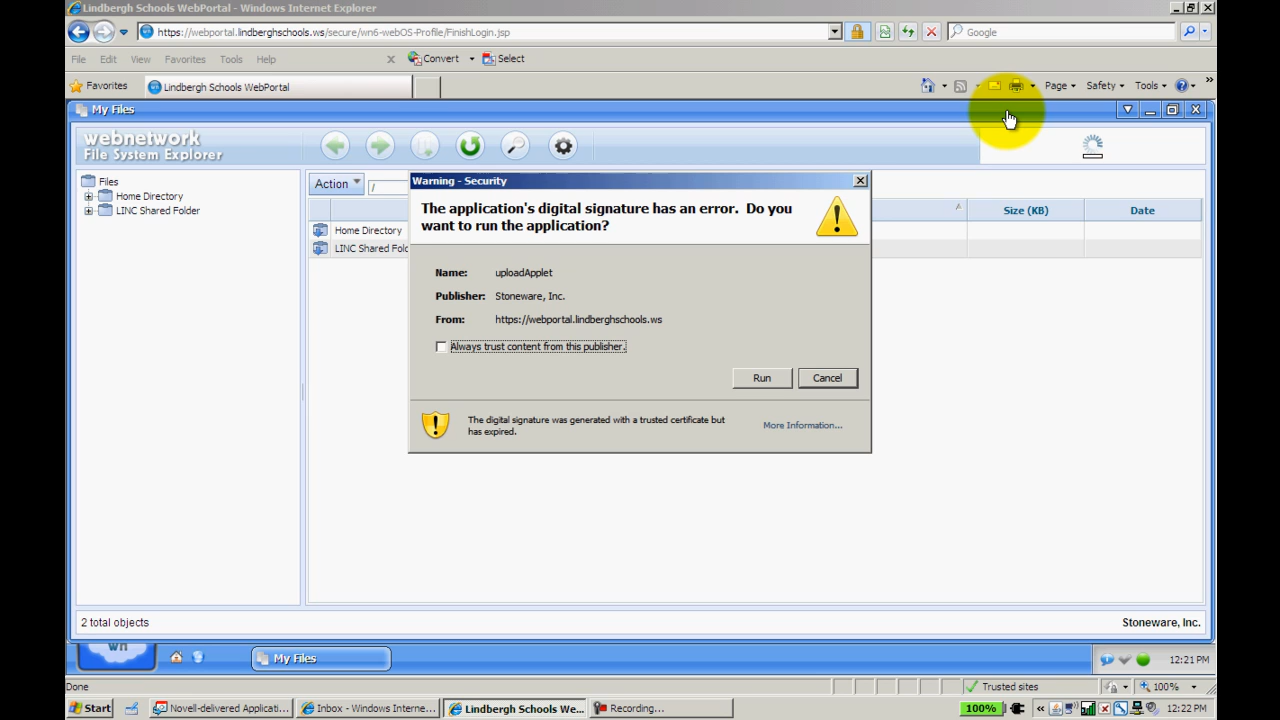 Lindbergh Schools WebPortal - Windows Internet Explorer
https://webportal.lindberghschools.ws/secure/wn6-webOS-Profile/FinishLogin.jsp
Google
File Edit View Favorites Tools Help
x Convert Select
Favorites
Lindbergh Schools WebPortal
Page Safety Tools
My Files
webnetwork
File System Explorer
Files
Home Directory
LINC Shared Folder
Action
/
Size (KB)
Date
Home Directory
LINC Shared Fold
Warning - Security
The application's digital signature has an error. Do you
want to run the application?
Name: uploadApplet
Publisher: Stoneware, Inc.
From: https://webportal.lindberghschools.ws
Always trust content from this publisher.
Run
Cancel
The digital signature was generated with a trusted certificate but
has expired.
More Information...
2 total objects
Stoneware, Inc.
wn
My Files
12:21 PM
Done
Trusted sites
100%
Start
Novell-delivered Applicati...
Inbox - Windows Interne...
Lindbergh Schools We...
Recording...
100%
12:22 PM